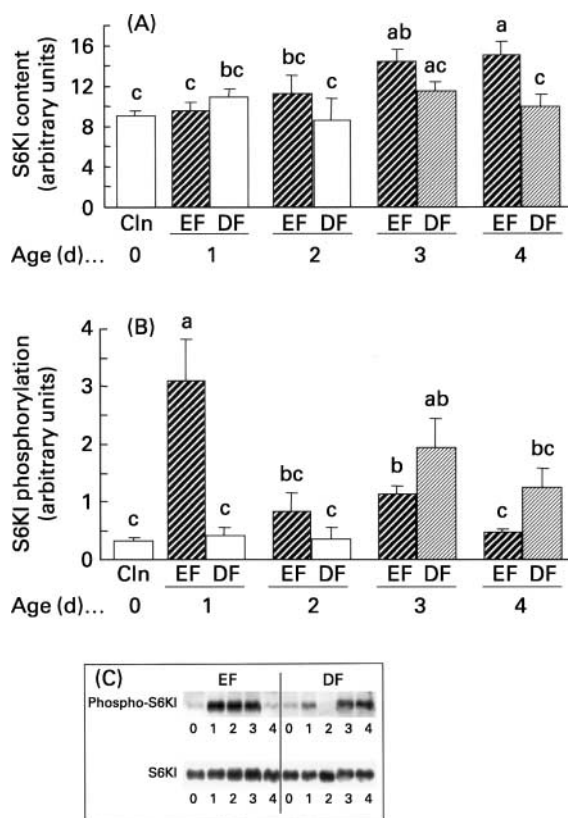 (A)
S6KI content
(arbitrary units)
16
12
8
4
0
c c bc bc c ab ac a c
Cln EF DF EF DF EF DF EF DF
Age (d)... 0 1 2 3 4
(B)
S6KI phosphorylation
(arbitrary units)
4
3
2
1
0
c a c bc c b ab c bc
Cln EF DF EF DF EF DF EF DF
Age (d)... 0 1 2 3 4
(C) EF DF
Phospho-S6KI
0 1 2 3 4 0 1 2 3 4
S6KI
0 1 2 3 4 0 1 2 3 4